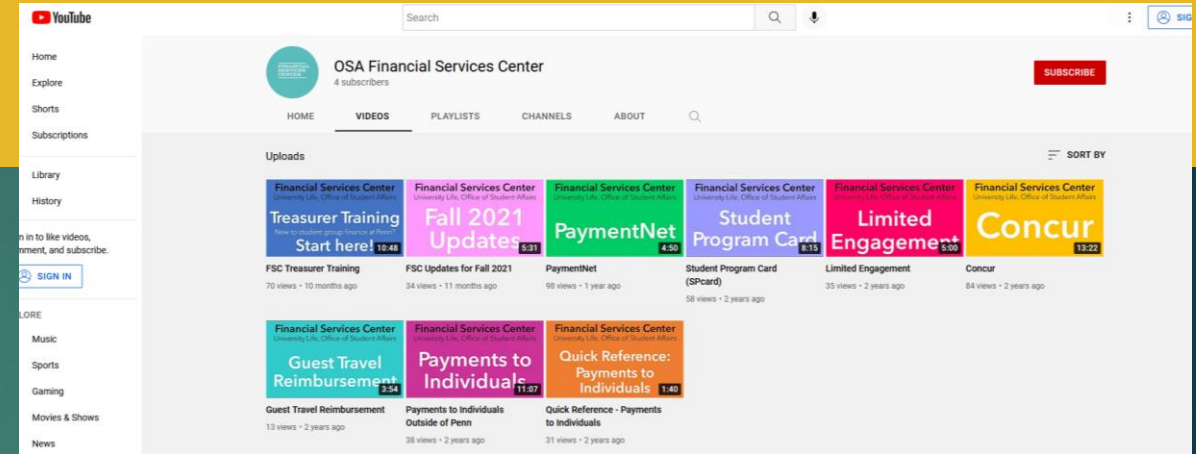 YouTube
Search
SIG
Home
Explore
Shorts
Subscriptions
Library
History
n in to like videos,
mment, and subscribe.
SIGN IN
LORE
Music
Sports
Gaming
Movies & Shows
News
FINANCIAL
SERVICES
CENTER
OSA Financial Services Center
4 subscribers
SUBSCRIBE
HOME VIDEOS PLAYLISTS CHANNELS ABOUT
Uploads
SORT BY
Financial Services Center
University Life, Office of Student Affairs
Treasurer Training
New to student group finance at Penn?
Start here!
10:48
FSC Treasurer Training
70 views • 10 months ago
Financial Services Center
University Life, Office of Student Affairs
Fall 2021
Updates
5:31
FSC Updates for Fall 2021
34 views • 11 months ago
Financial Services Center
University Life, Office of Student Affairs
PaymentNet
4:50
PaymentNet
98 views • 1 year ago
Financial Services Center
University Life, Office of Student Affairs
Student
Program Card
8:15
Student Program Card
(SPcard)
58 views • 2 years ago
Financial Services Center
University Life, Office of Student Affairs
Limited
Engagement
5:00
Limited Engagement
35 views • 2 years ago
Financial Services Center
University Life, Office of Student Affairs
Concur
13:22
Concur
84 views • 2 years ago
Financial Services Center
University Life, Office of Student Affairs
Guest Travel
Reimbursement
3:54
Guest Travel Reimbursement
13 views • 2 years ago
Financial Services Center
University Life, Office of Student Affairs
Payments to
Individuals
11:07
Payments to Individuals
Outside of Penn
38 views • 2 years ago
Financial Services Center
University Life, Office of Student Affairs
Quick Reference:
Payments to
Individuals
1:40
Quick Reference - Payments
to Individuals
31 views • 2 years ago